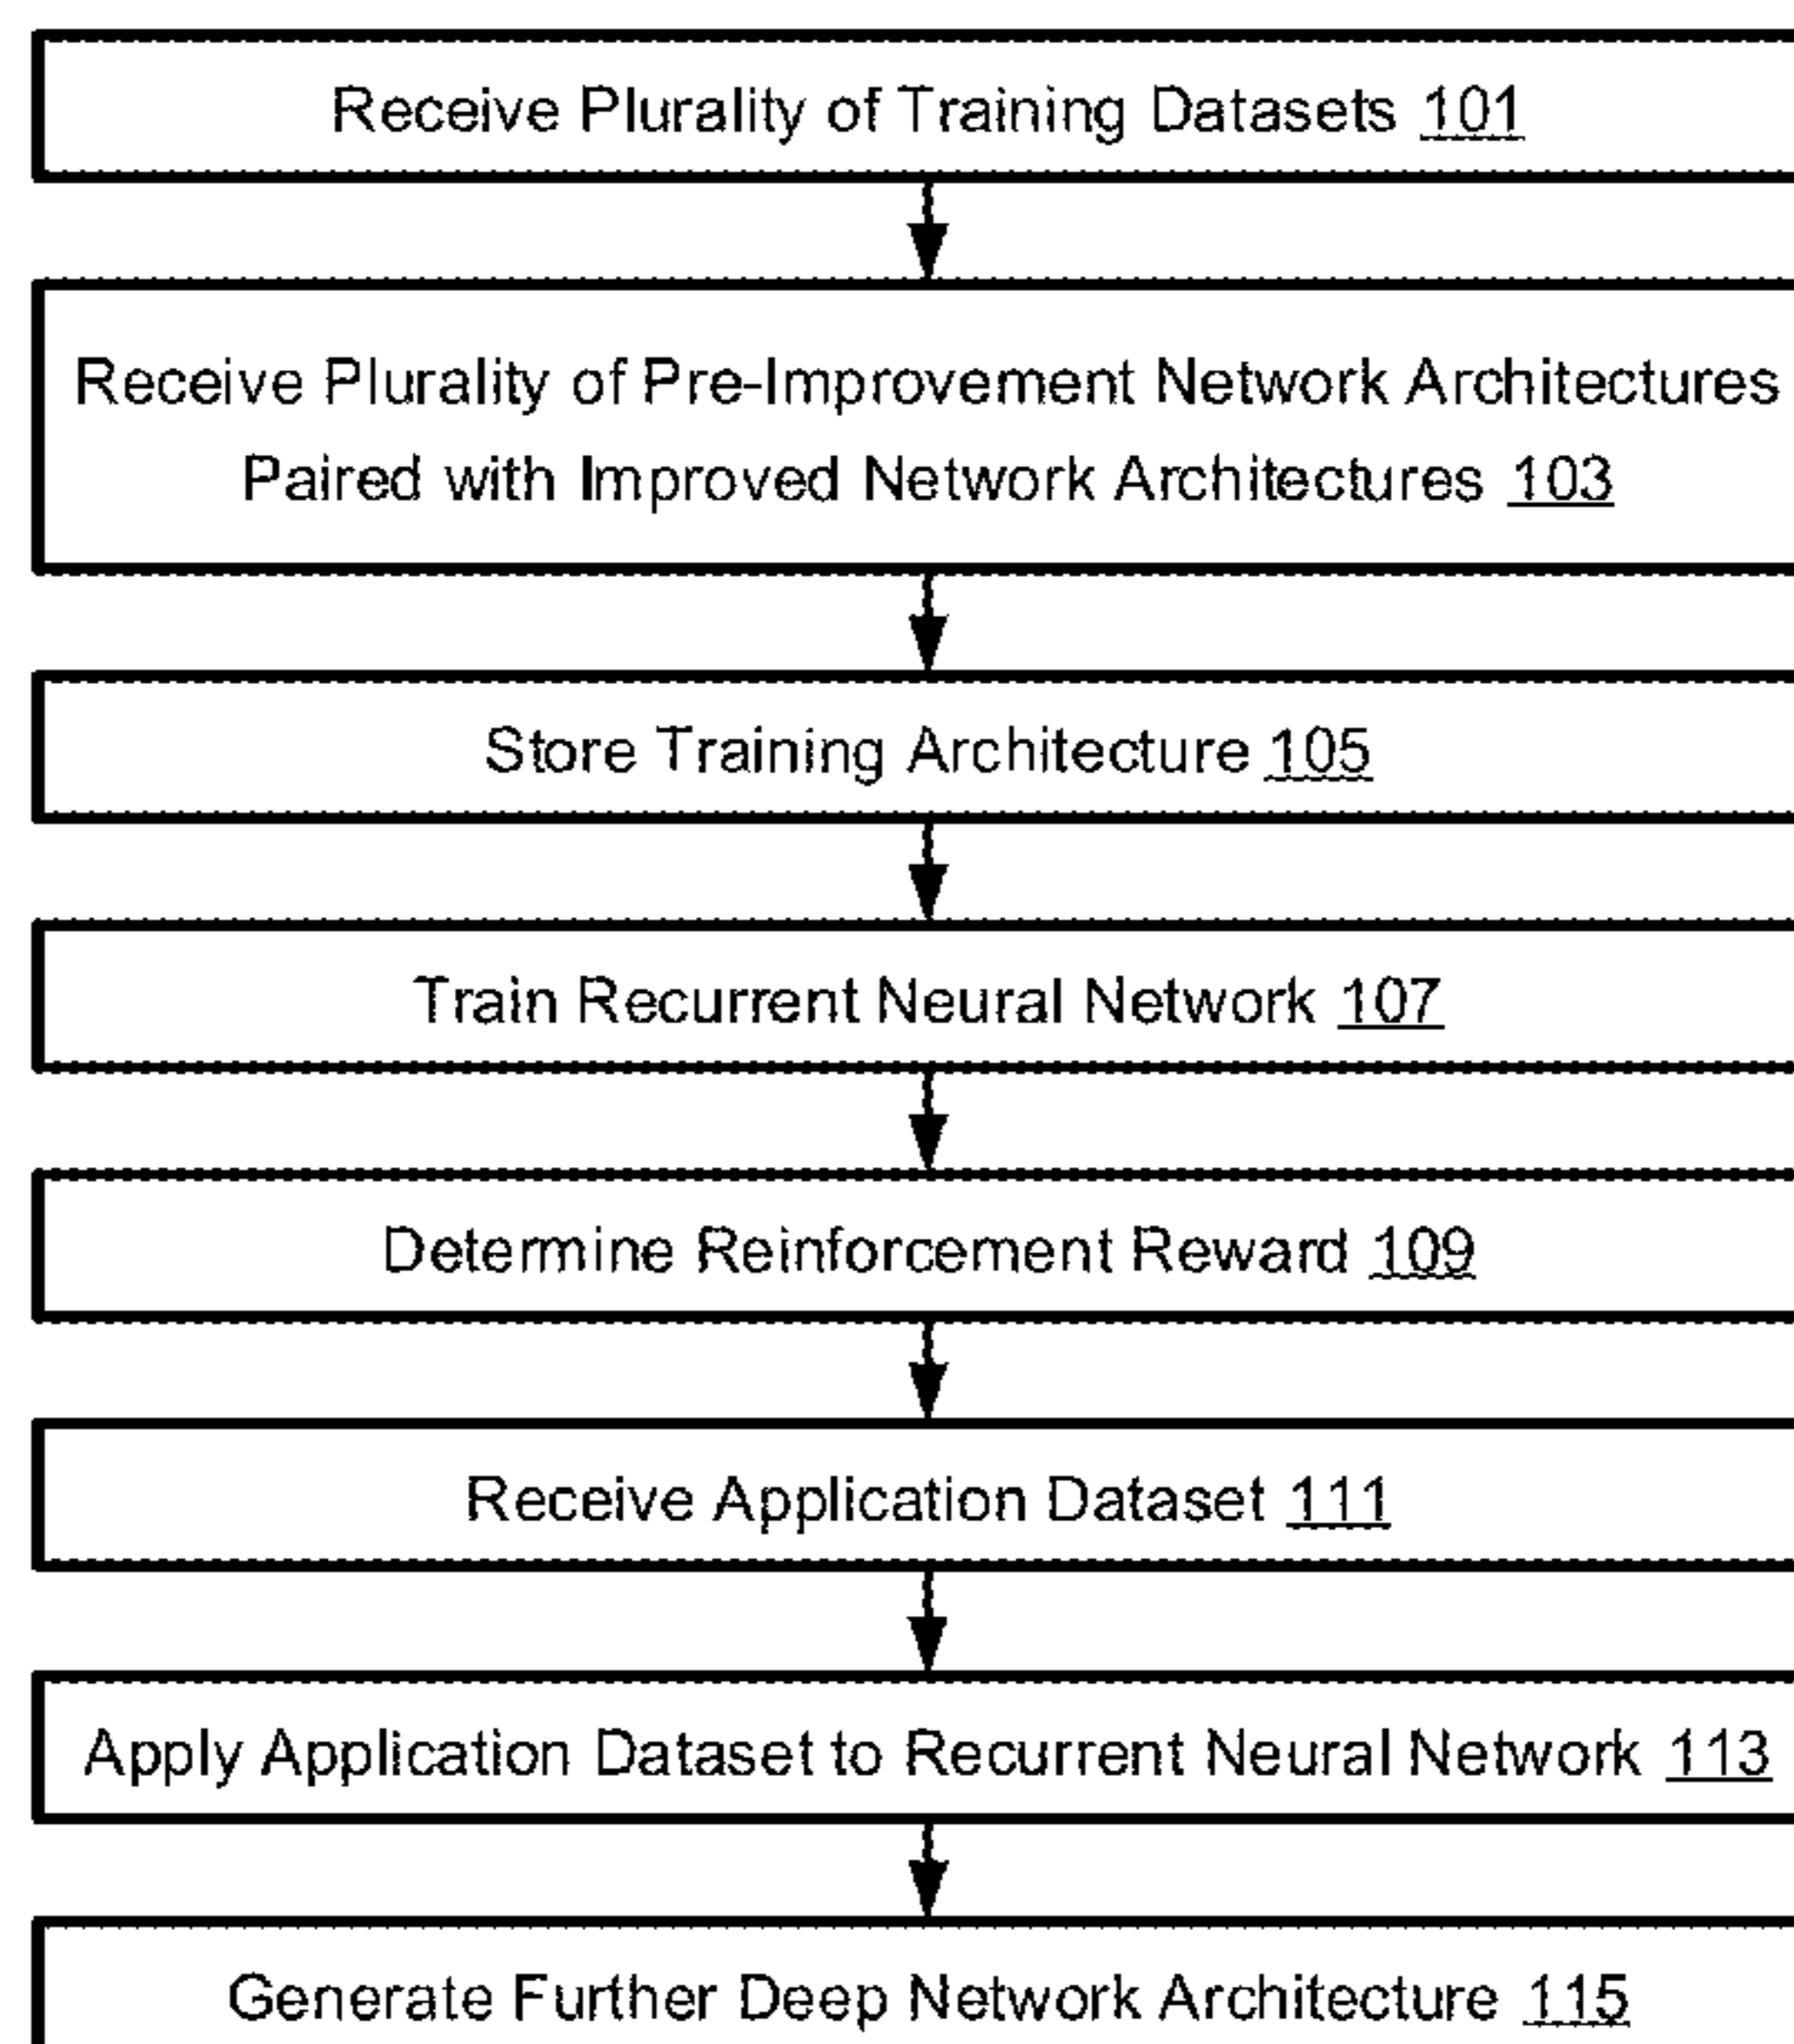 Receive Plurality of Training Datasets 101
Receive Plurality of Pre-Improvement Network Architectures
Paired with Improved Network Architectures 103
Store Training Architecture 105
Train Recurrent Neural Network 107
Determine Reinforcement Reward 109
Receive Application Dataset 111
Apply Application Dataset to Recurrent Neural Network 113
Generate Further Deep Network Architecture 115